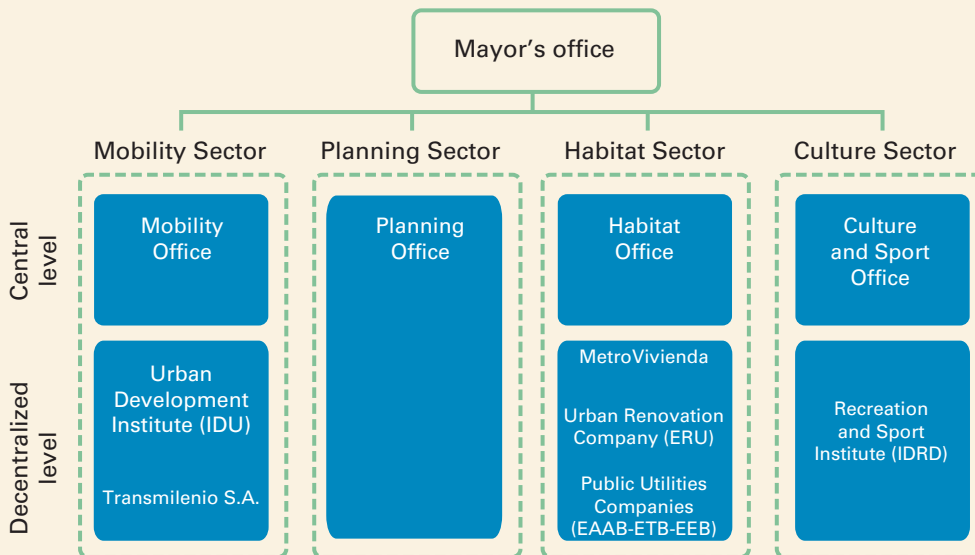 Mayor's office
Mobility Sector
Planning Sector
Habitat Sector
Culture Sector
Central
level
Mobility
Office
Planning
Office
Habitat
Office
Culture
and Sport
Office
Decentralized
level
Urban
Development
Institute (IDU)
Transmilenio S.A.
MetroVivienda
Urban Renovation
Company (ERU)
Public Utilities
Companies
(EAAB-ETB-EEB)
Recreation
and Sport
Institute (IDRD)